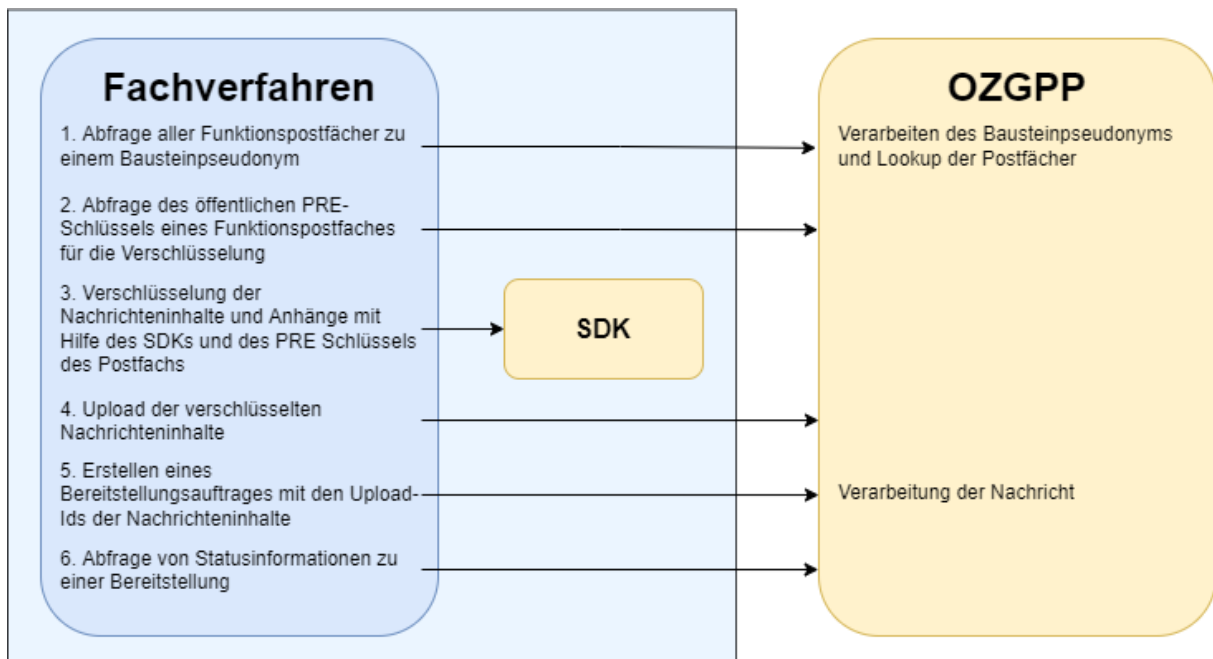 Fachverfahren
1. Abfrage aller Funktionspostfächer zu
einem Bausteinpseudonym
2. Abfrage des öffentlichen PRE-
Schlüssels eines Funktionspostfaches
für die Verschlüsselung
3. Verschlüsselung der
Nachrichteninhalte und Anhänge mit
Hilfe des SDKs und des PRE Schlüssels
des Postfachs
4. Upload der verschlüsselten
Nachrichteninhalte
5. Erstellen eines
Bereitstellungsauftrages mit den Upload-
Ids der Nachrichteninhalte
6. Abfrage von Statusinformationen zu
einer Bereitstellung
SDK
OZGPP
Verarbeiten des Bausteinpseudonyms
und Lookup der Postfächer
Verarbeitung der Nachricht